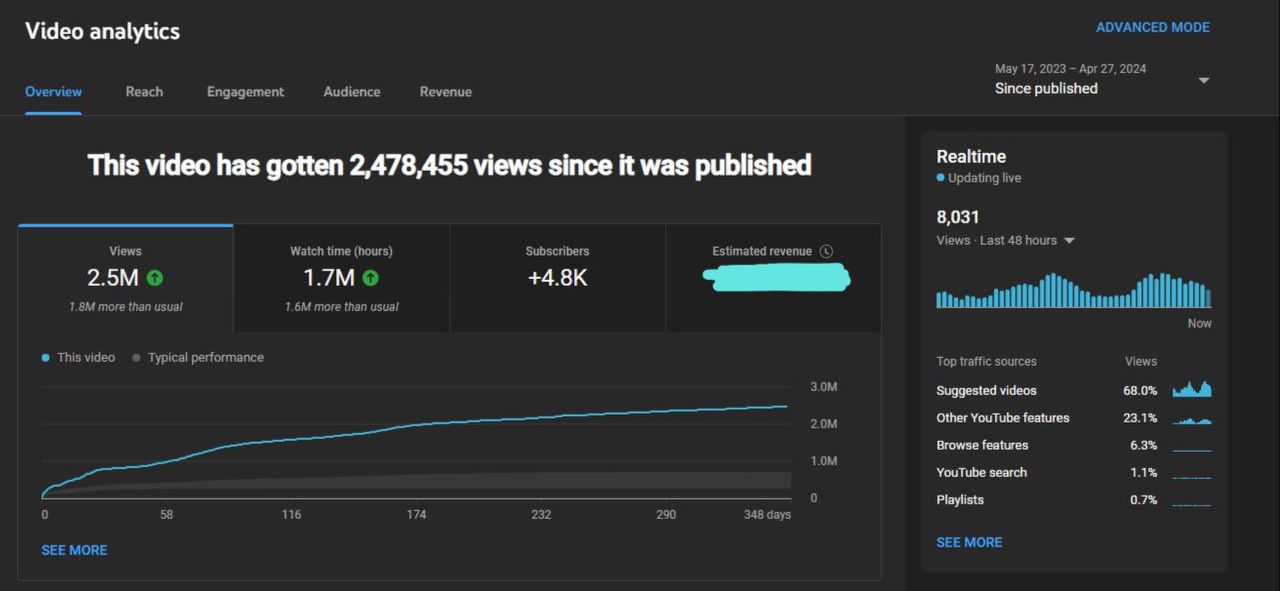 Video analytics
ADVANCED MODE
May 17, 2023 – Apr 27, 2024
Since published
Overview Reach Engagement Audience Revenue
This video has gotten 2,478,455 views since it was published
Views
2.5M
1.8M more than usual
Watch time (hours)
1.7M
1.6M more than usual
Subscribers
+4.8K
Estimated revenue
This video Typical performance
3.0M
2.0M
1.0M
0
0 58 116 174 232 290 348 days
SEE MORE
Realtime
Updating live
8,031
Views · Last 48 hours
Now
Top traffic sources Views
Suggested videos 68.0%
Other YouTube features 23.1%
Browse features 6.3%
YouTube search 1.1%
Playlists 0.7%
SEE MORE